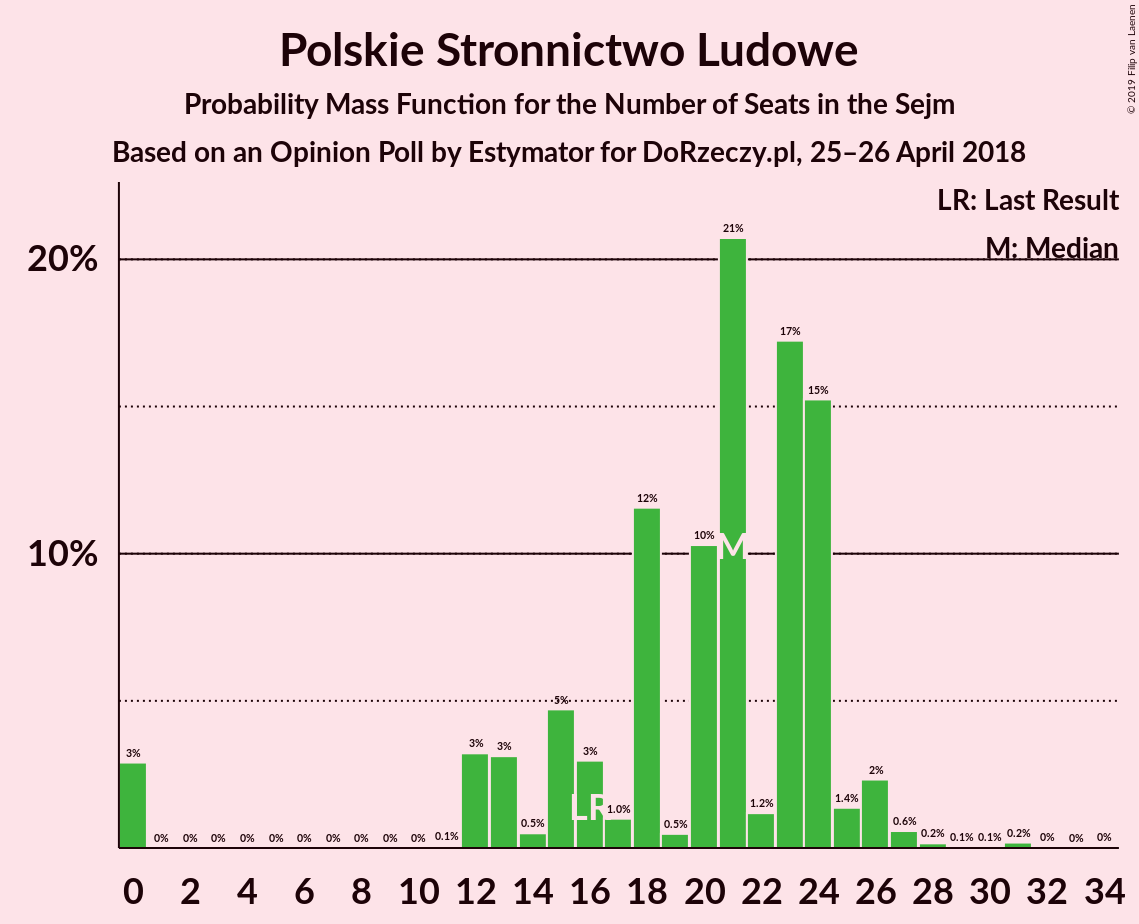 Polskie Stronnictwo Ludowe
Probability Mass Function for the Number of Seats in the Sejm
Based on an Opinion Poll by Estymator for DoRzeczy.pl, 25–26 April 2018
© 2019 Filip van Laenen
LR: Last Result
M: Median
20%
10%
3% 0% 0% 0% 0% 0% 0% 0% 0% 0% 0% 0.1% 3% 3% 0.5% 5% 3% 1.0% 12% 0.5% 10% 21% 1.2% 17% 15% 1.4% 2% 0.6% 0.2% 0.1% 0.1% 0.2% 0% 0% 0%
M
LR
0 2 4 6 8 10 12 14 16 18 20 22 24 26 28 30 32 34